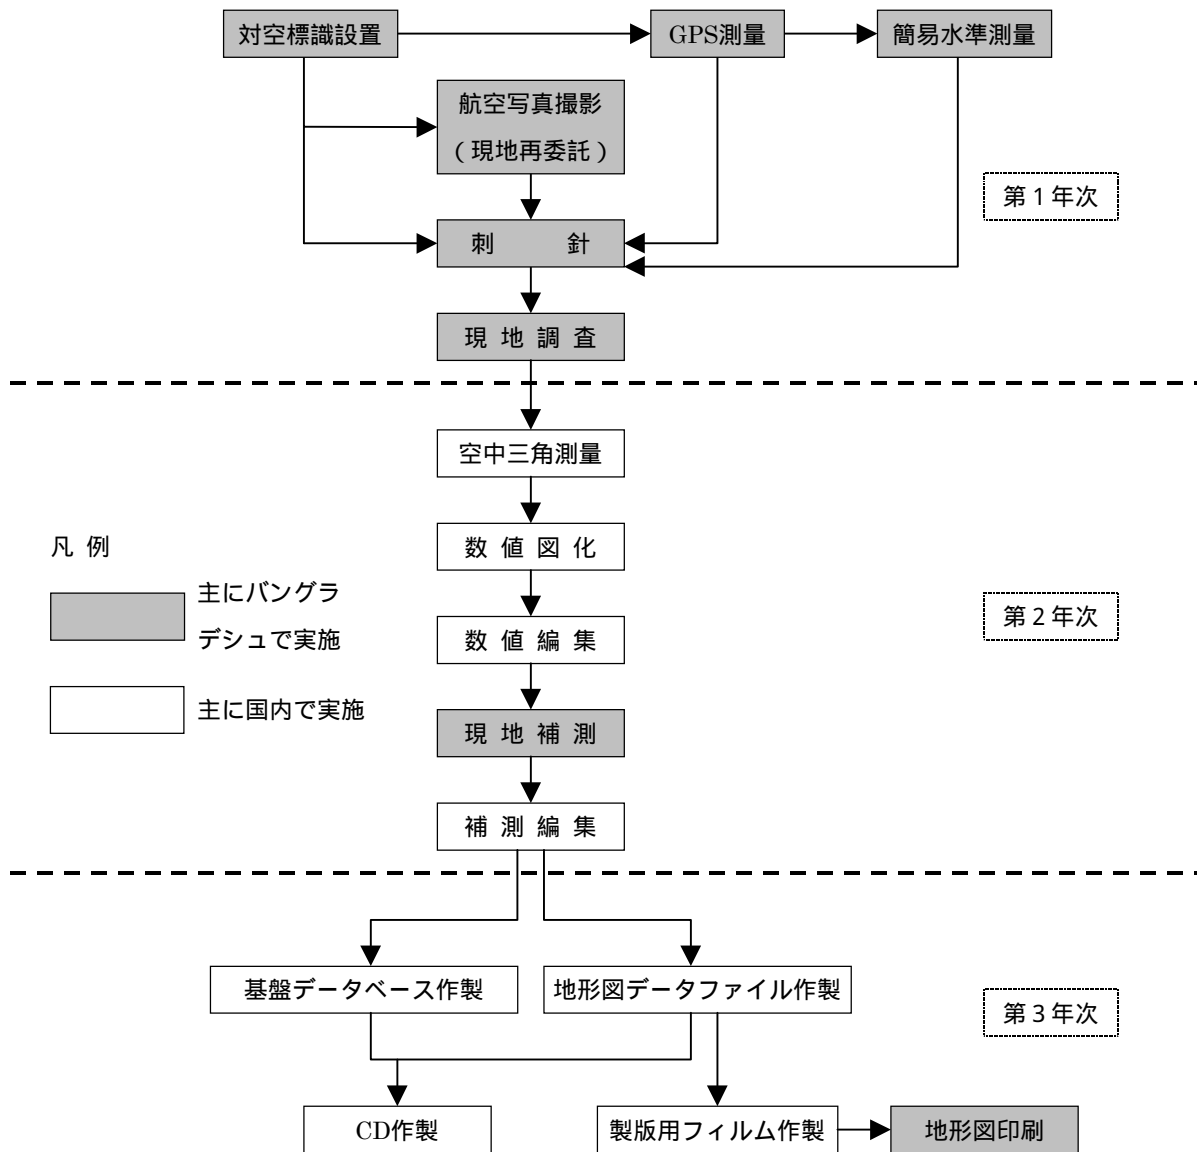 対空標識設置
GPS測量
簡易水準測量
航空写真撮影
(現地再委託)
第1年次
刺 針
現地調査
空中三角測量
数値図化
凡例
主にバングラ
デシュで実施
第2年次
数値編集
主に国内で実施
現地補測
補測編集
基盤データベース作製
地形図データファイル作製
第3年次
CD作製
製版用フィルム作製
地形図印刷